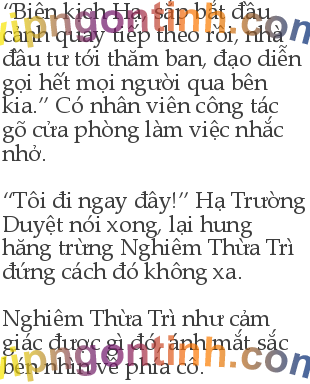 “Biên kịch Hạ, sắp bắt đầu
cảnh quay tiếp theo rồi, nhà
đầu tư tới thăm ban, đạo diễn
gọi hết mọi người qua bên
kia.” Có nhân viên công tác
gõ cửa phòng làm việc nhắc
nhở.
“Tôi đi ngay đây!” Hạ Trường
Duyệt nói xong, lại hung
hăng trừng Nghiêm Thừa Trì
đứng cách đó không xa.
Nghiêm Thừa Trì như cảm
giác được gì đó, ánh mắt sắc
bén nhìn về phía cô.
vipngontinh.com
vipngontinh.com